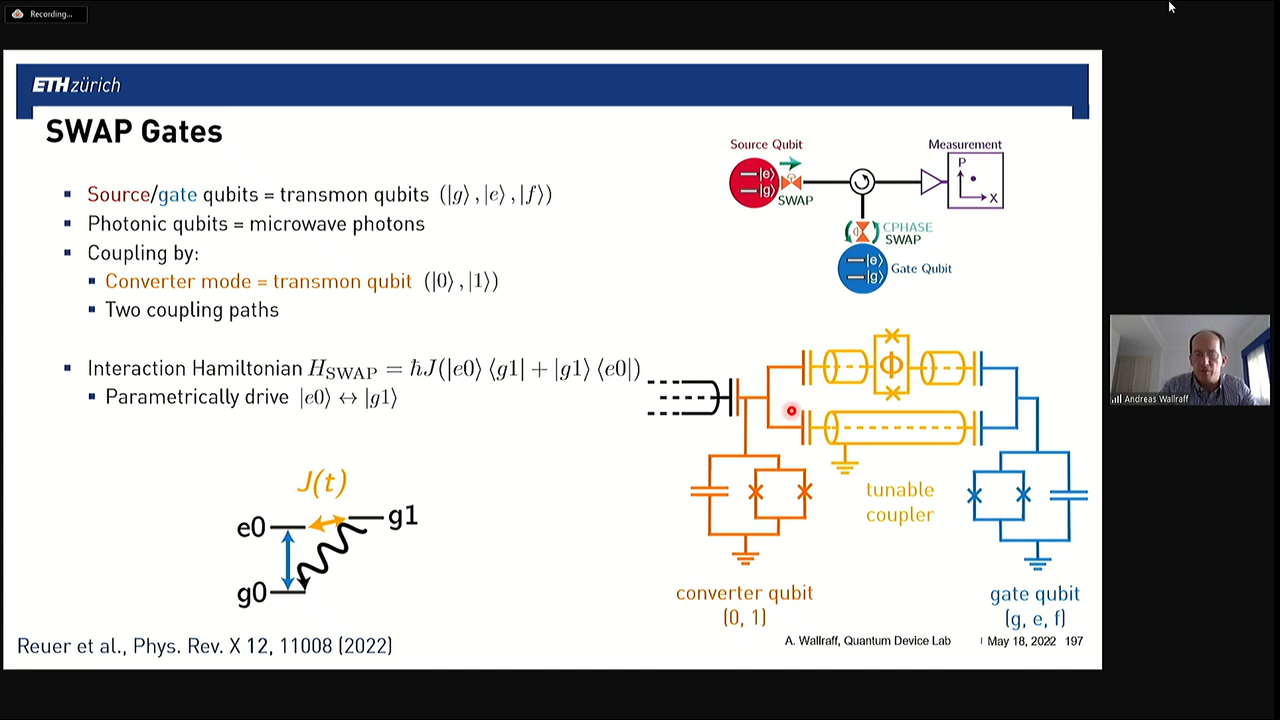 Recording...
ETH zürich
SWAP Gates
Source/gate qubits = transmon qubits (|g⟩, |e⟩, |f⟩)
Photonic qubits = microwave photons
Coupling by:
Converter mode = transmon qubit (|0⟩, |1⟩)
Two coupling paths
Interaction Hamiltonian H_SWAP = ℏJ(|e0⟩ ⟨g1| + |g1⟩ ⟨e0|)
Parametrically drive |e0⟩ ↔ |g1⟩
J(t)
e0
g1
g0
Reuer et al., Phys. Rev. X 12, 11008 (2022)
Source Qubit
|e⟩
|g⟩
SWAP
Measurement
P
X
CPHASE
SWAP
|e⟩
|g⟩
Gate Qubit
Φ
tunable
coupler
converter qubit
(0, 1)
gate qubit
(g, e, f)
A. Wallraff, Quantum Device Lab
May 18, 2022 197
Andreas Wallraff